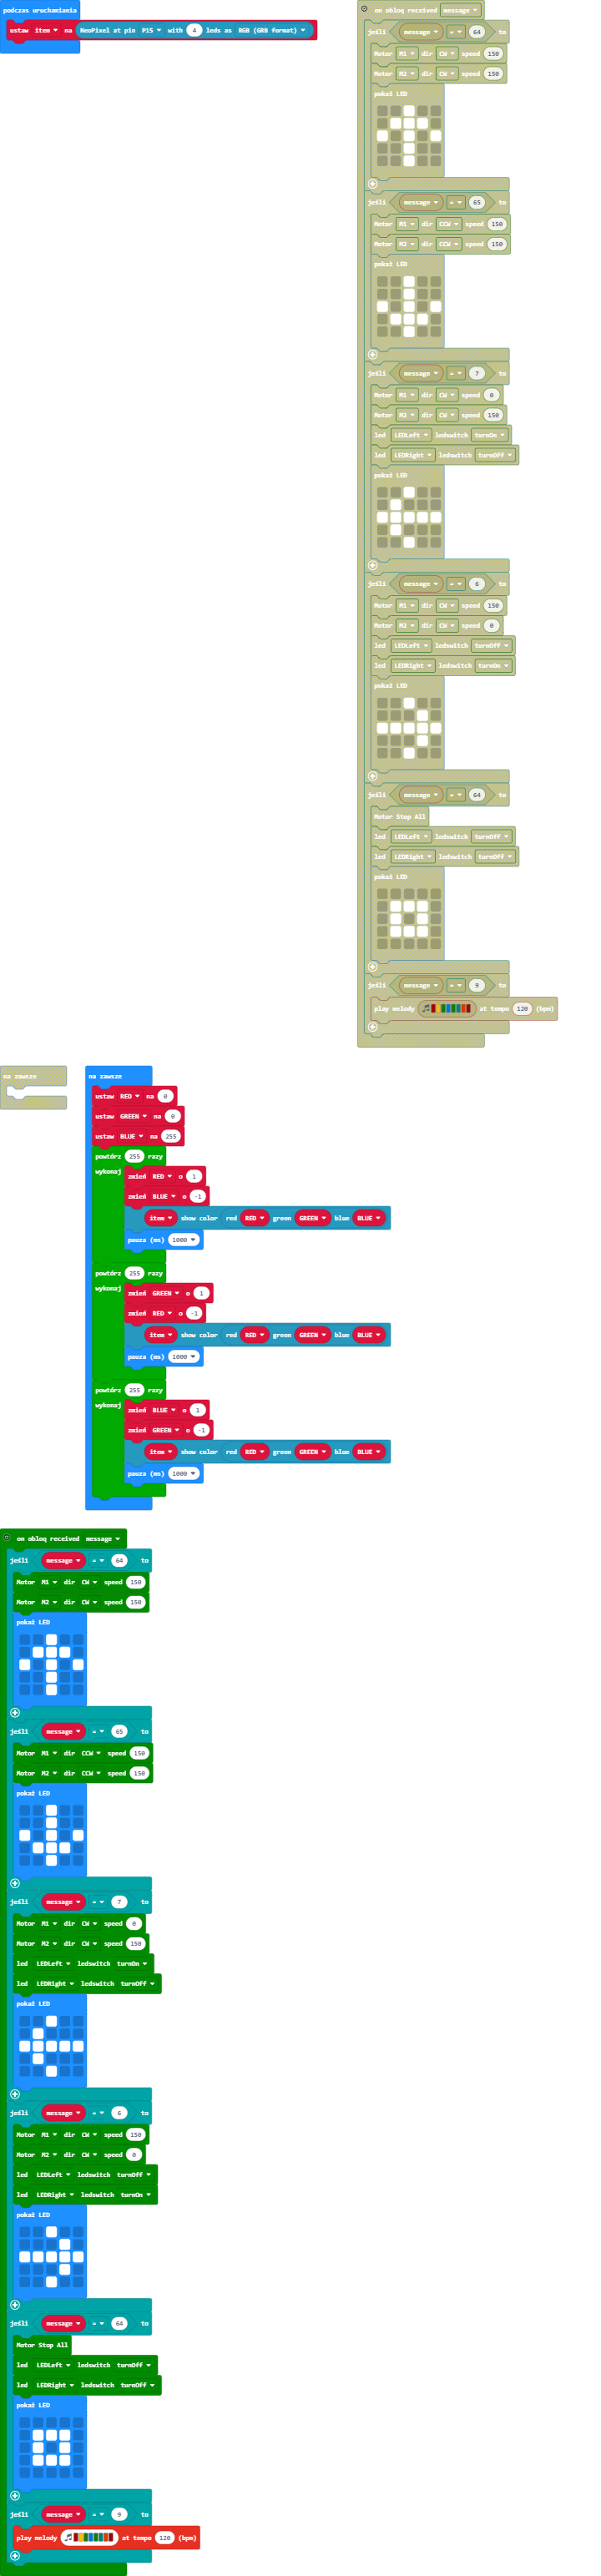 podczas uruchamiania
ustaw item na NeoPixel at pin P15 with 4 leds as RGB (GRB format)
on obloq received message
jeśli message = 64 to
Motor M1 dir CW speed 150
Motor M2 dir CW speed 150
pokaż LED
jeśli message = 65 to
Motor M1 dir CCW speed 150
Motor M2 dir CCW speed 150
pokaż LED
jeśli message = 7 to
Motor M1 dir CW speed 0
Motor M2 dir CW speed 150
led LEDLeft ledswitch turnOn
led LEDRight ledswitch turnOff
pokaż LED
jeśli message = 6 to
Motor M1 dir CW speed 150
Motor M2 dir CW speed 0
led LEDLeft ledswitch turnOff
led LEDRight ledswitch turnOn
pokaż LED
jeśli message = 64 to
Motor Stop All
led LEDLeft ledswitch turnOff
led LEDRight ledswitch turnOff
pokaż LED
jeśli message = 9 to
play melody at tempo 120 (bpm)
na zawsze
na zawsze
ustaw RED na 0
ustaw GREEN na 0
ustaw BLUE na 255
powtórz 255 razy
wykonaj zmień RED o 1
zmień BLUE o -1
item show color red RED green GREEN blue BLUE
pauza (ms) 1000
powtórz 255 razy
wykonaj zmień GREEN o 1
zmień RED o -1
item show color red RED green GREEN blue BLUE
pauza (ms) 1000
powtórz 255 razy
wykonaj zmień BLUE o 1
zmień GREEN o -1
item show color red RED green GREEN blue BLUE
pauza (ms) 1000
on obloq received message
jeśli message = 64 to
Motor M1 dir CW speed 150
Motor M2 dir CW speed 150
pokaż LED
jeśli message = 65 to
Motor M1 dir CCW speed 150
Motor M2 dir CCW speed 150
pokaż LED
jeśli message = 7 to
Motor M1 dir CW speed 0
Motor M2 dir CW speed 150
led LEDLeft ledswitch turnOn
led LEDRight ledswitch turnOff
pokaż LED
jeśli message = 6 to
Motor M1 dir CW speed 150
Motor M2 dir CW speed 0
led LEDLeft ledswitch turnOff
led LEDRight ledswitch turnOn
pokaż LED
jeśli message = 64 to
Motor Stop All
led LEDLeft ledswitch turnOff
led LEDRight ledswitch turnOff
pokaż LED
jeśli message = 9 to
play melody at tempo 120 (bpm)